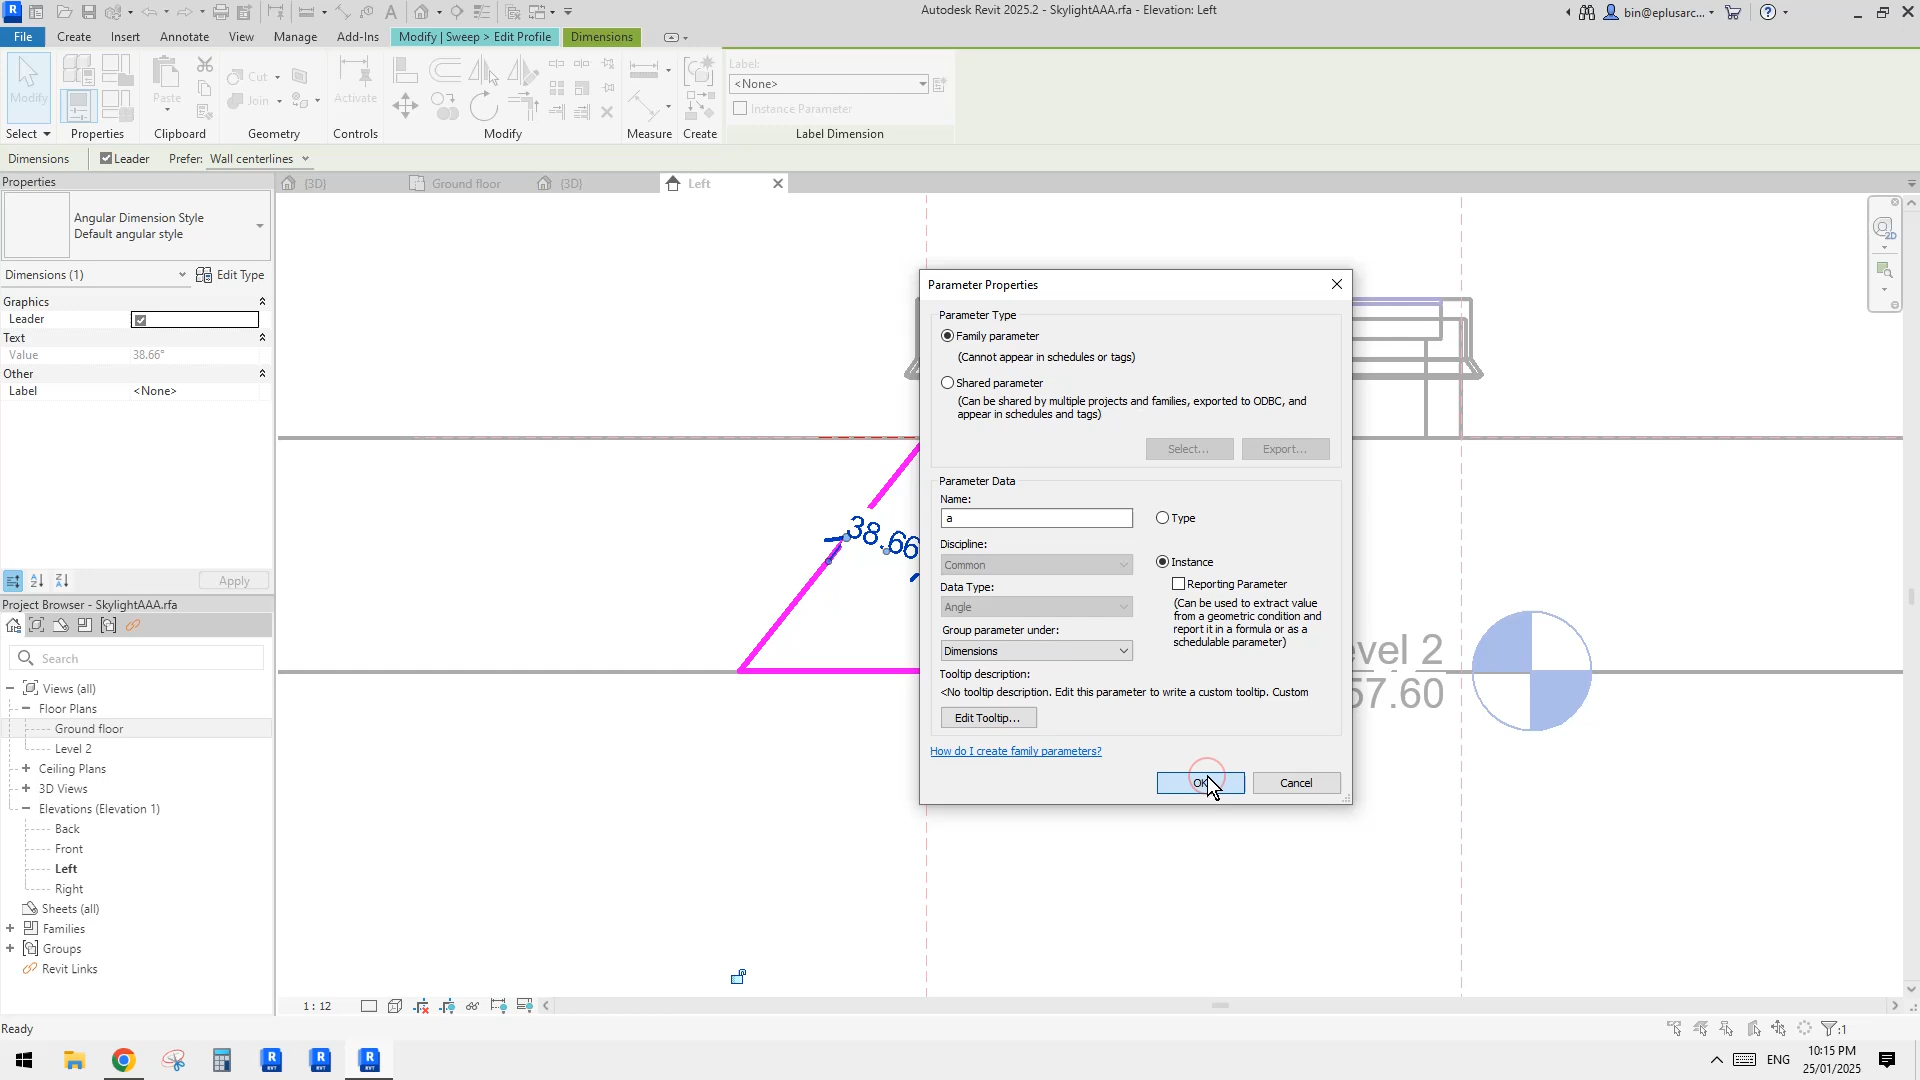 Autodesk Revit 2025.2 - SkylightAAA.rfa - Elevation: Left
bin@eplusarc...
File
Create
Insert
Annotate
View
Manage
Add-Ins
Modify | Sweep > Edit Profile
Dimensions
Modify
Paste
Cut
Join
Activate
Label:
<None>
Instance Parameter
Select
Properties
Clipboard
Geometry
Controls
Modify
Measure
Create
Label Dimension
Dimensions
Leader
Prefer:
Wall centerlines
Properties
{3D}
Ground floor
{3D}
Left
Angular Dimension Style
Default angular style
Dimensions (1)
Edit Type
Graphics
Leader
Text
Value
38.66°
Other
Label
<None>
Apply
Project Browser - SkylightAAA.rfa
Search
Views (all)
Floor Plans
Ground floor
Level 2
Ceiling Plans
3D Views
Elevations (Elevation 1)
Back
Front
Left
Right
Sheets (all)
Families
Groups
Revit Links
38.66
2D
Parameter Properties
Parameter Type
Family parameter
(Cannot appear in schedules or tags)
Shared parameter
(Can be shared by multiple projects and families, exported to ODBC, and
appear in schedules and tags)
Select...
Export...
Parameter Data
Name:
a
Type
Discipline:
Common
Instance
Data Type:
Reporting Parameter
Angle
(Can be used to extract value
from a geometric condition and
report it in a formula or as a
schedulable parameter)
Group parameter under:
Dimensions
Tooltip description:
<No tooltip description. Edit this parameter to write a custom tooltip. Custom
Edit Tooltip...
How do I create family parameters?
OK
Cancel
vel 2
57.60
1 : 12
Ready
:1
ENG
10:15 PM
25/01/2025